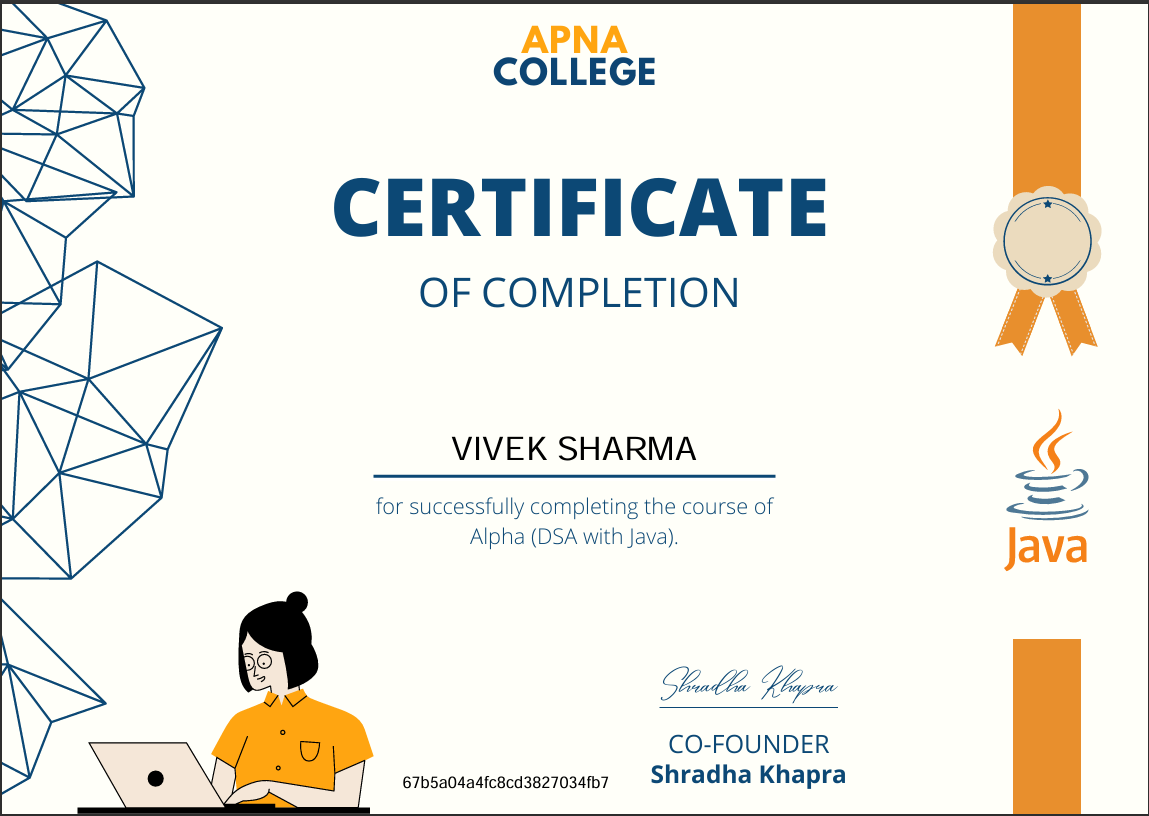 APNA
COLLEGE
CERTIFICATE
OF COMPLETION
VIVEK SHARMA
for successfully completing the course of
Alpha (DSA with Java).
Java
Shradha Khapra
CO-FOUNDER
Shradha Khapra
67b5a04a4fc8cd3827034fb7